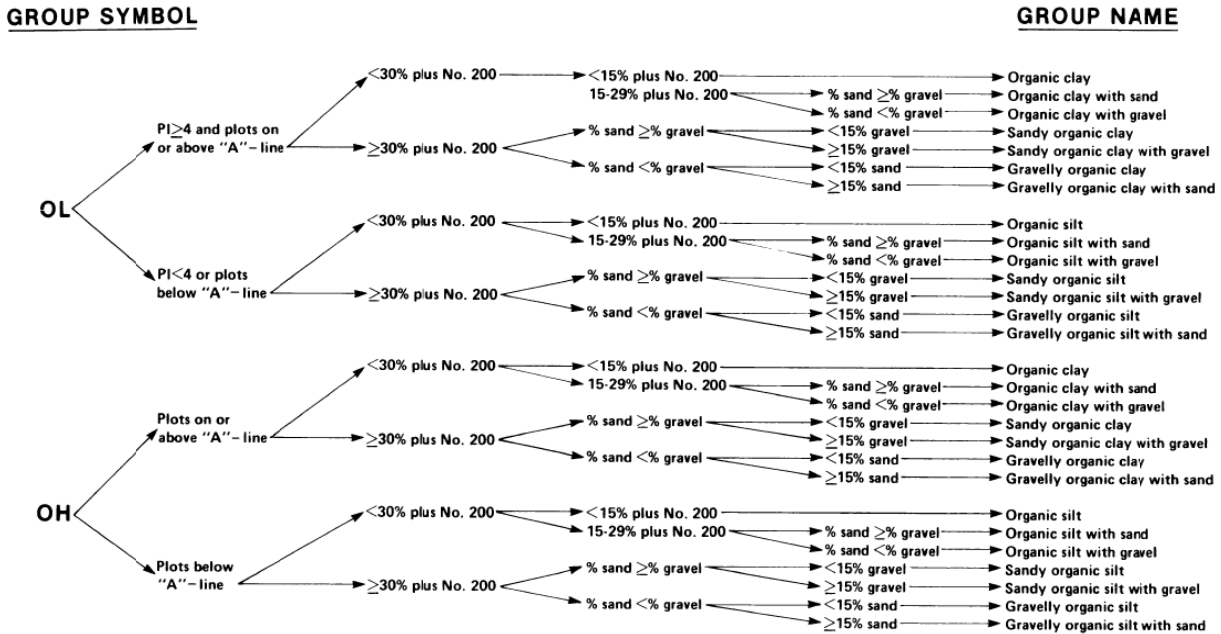 GROUP SYMBOL GROUP NAME
<30% plus No. 200 <15% plus No. 200 Organic clay
15-29% plus No. 200 % sand ≥% gravel Organic clay with sand
% sand <% gravel Organic clay with gravel
PI≥4 and plots on
or above "A"-line
≥30% plus No. 200 % sand ≥% gravel <15% gravel Sandy organic clay
≥15% gravel Sandy organic clay with gravel
% sand <% gravel <15% sand Gravelly organic clay
≥15% sand Gravelly organic clay with sand
OL
<30% plus No. 200 <15% plus No. 200 Organic silt
15-29% plus No. 200 % sand ≥% gravel Organic silt with sand
% sand <% gravel Organic silt with gravel
PI<4 or plots
below "A"-line
≥30% plus No. 200 % sand ≥% gravel <15% gravel Sandy organic silt
≥15% gravel Sandy organic silt with gravel
% sand <% gravel <15% sand Gravelly organic silt
≥15% sand Gravelly organic silt with sand
<30% plus No. 200 <15% plus No. 200 Organic clay
15-29% plus No. 200 % sand ≥% gravel Organic clay with sand
% sand <% gravel Organic clay with gravel
Plots on or
above "A"-line
≥30% plus No. 200 % sand ≥% gravel <15% gravel Sandy organic clay
≥15% gravel Sandy organic clay with gravel
% sand <% gravel <15% sand Gravelly organic clay
≥15% sand Gravelly organic clay with sand
OH
<30% plus No. 200 <15% plus No. 200 Organic silt
15-29% plus No. 200 % sand ≥% gravel Organic silt with sand
% sand <% gravel Organic silt with gravel
Plots below
"A"-line
≥30% plus No. 200 % sand ≥% gravel <15% gravel Sandy organic silt
≥15% gravel Sandy organic silt with gravel
% sand <% gravel <15% sand Gravelly organic silt
≥15% sand Gravelly organic silt with sand